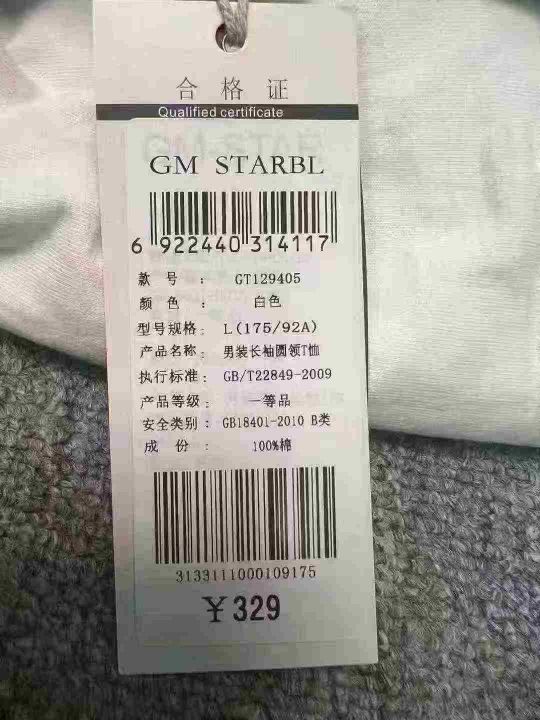 合格证
Qualified certificate
GM STARBL
6 922440 314117
款号 : GT129405
颜色 : 白色
型号规格: L(175/92A)
产品名称: 男装长袖圆领T恤
执行标准: GB/T22849-2009
产品等级: 一等品
安全类别: GB18401-2010 B类
成份 : 100%棉
3133111000109175
¥329